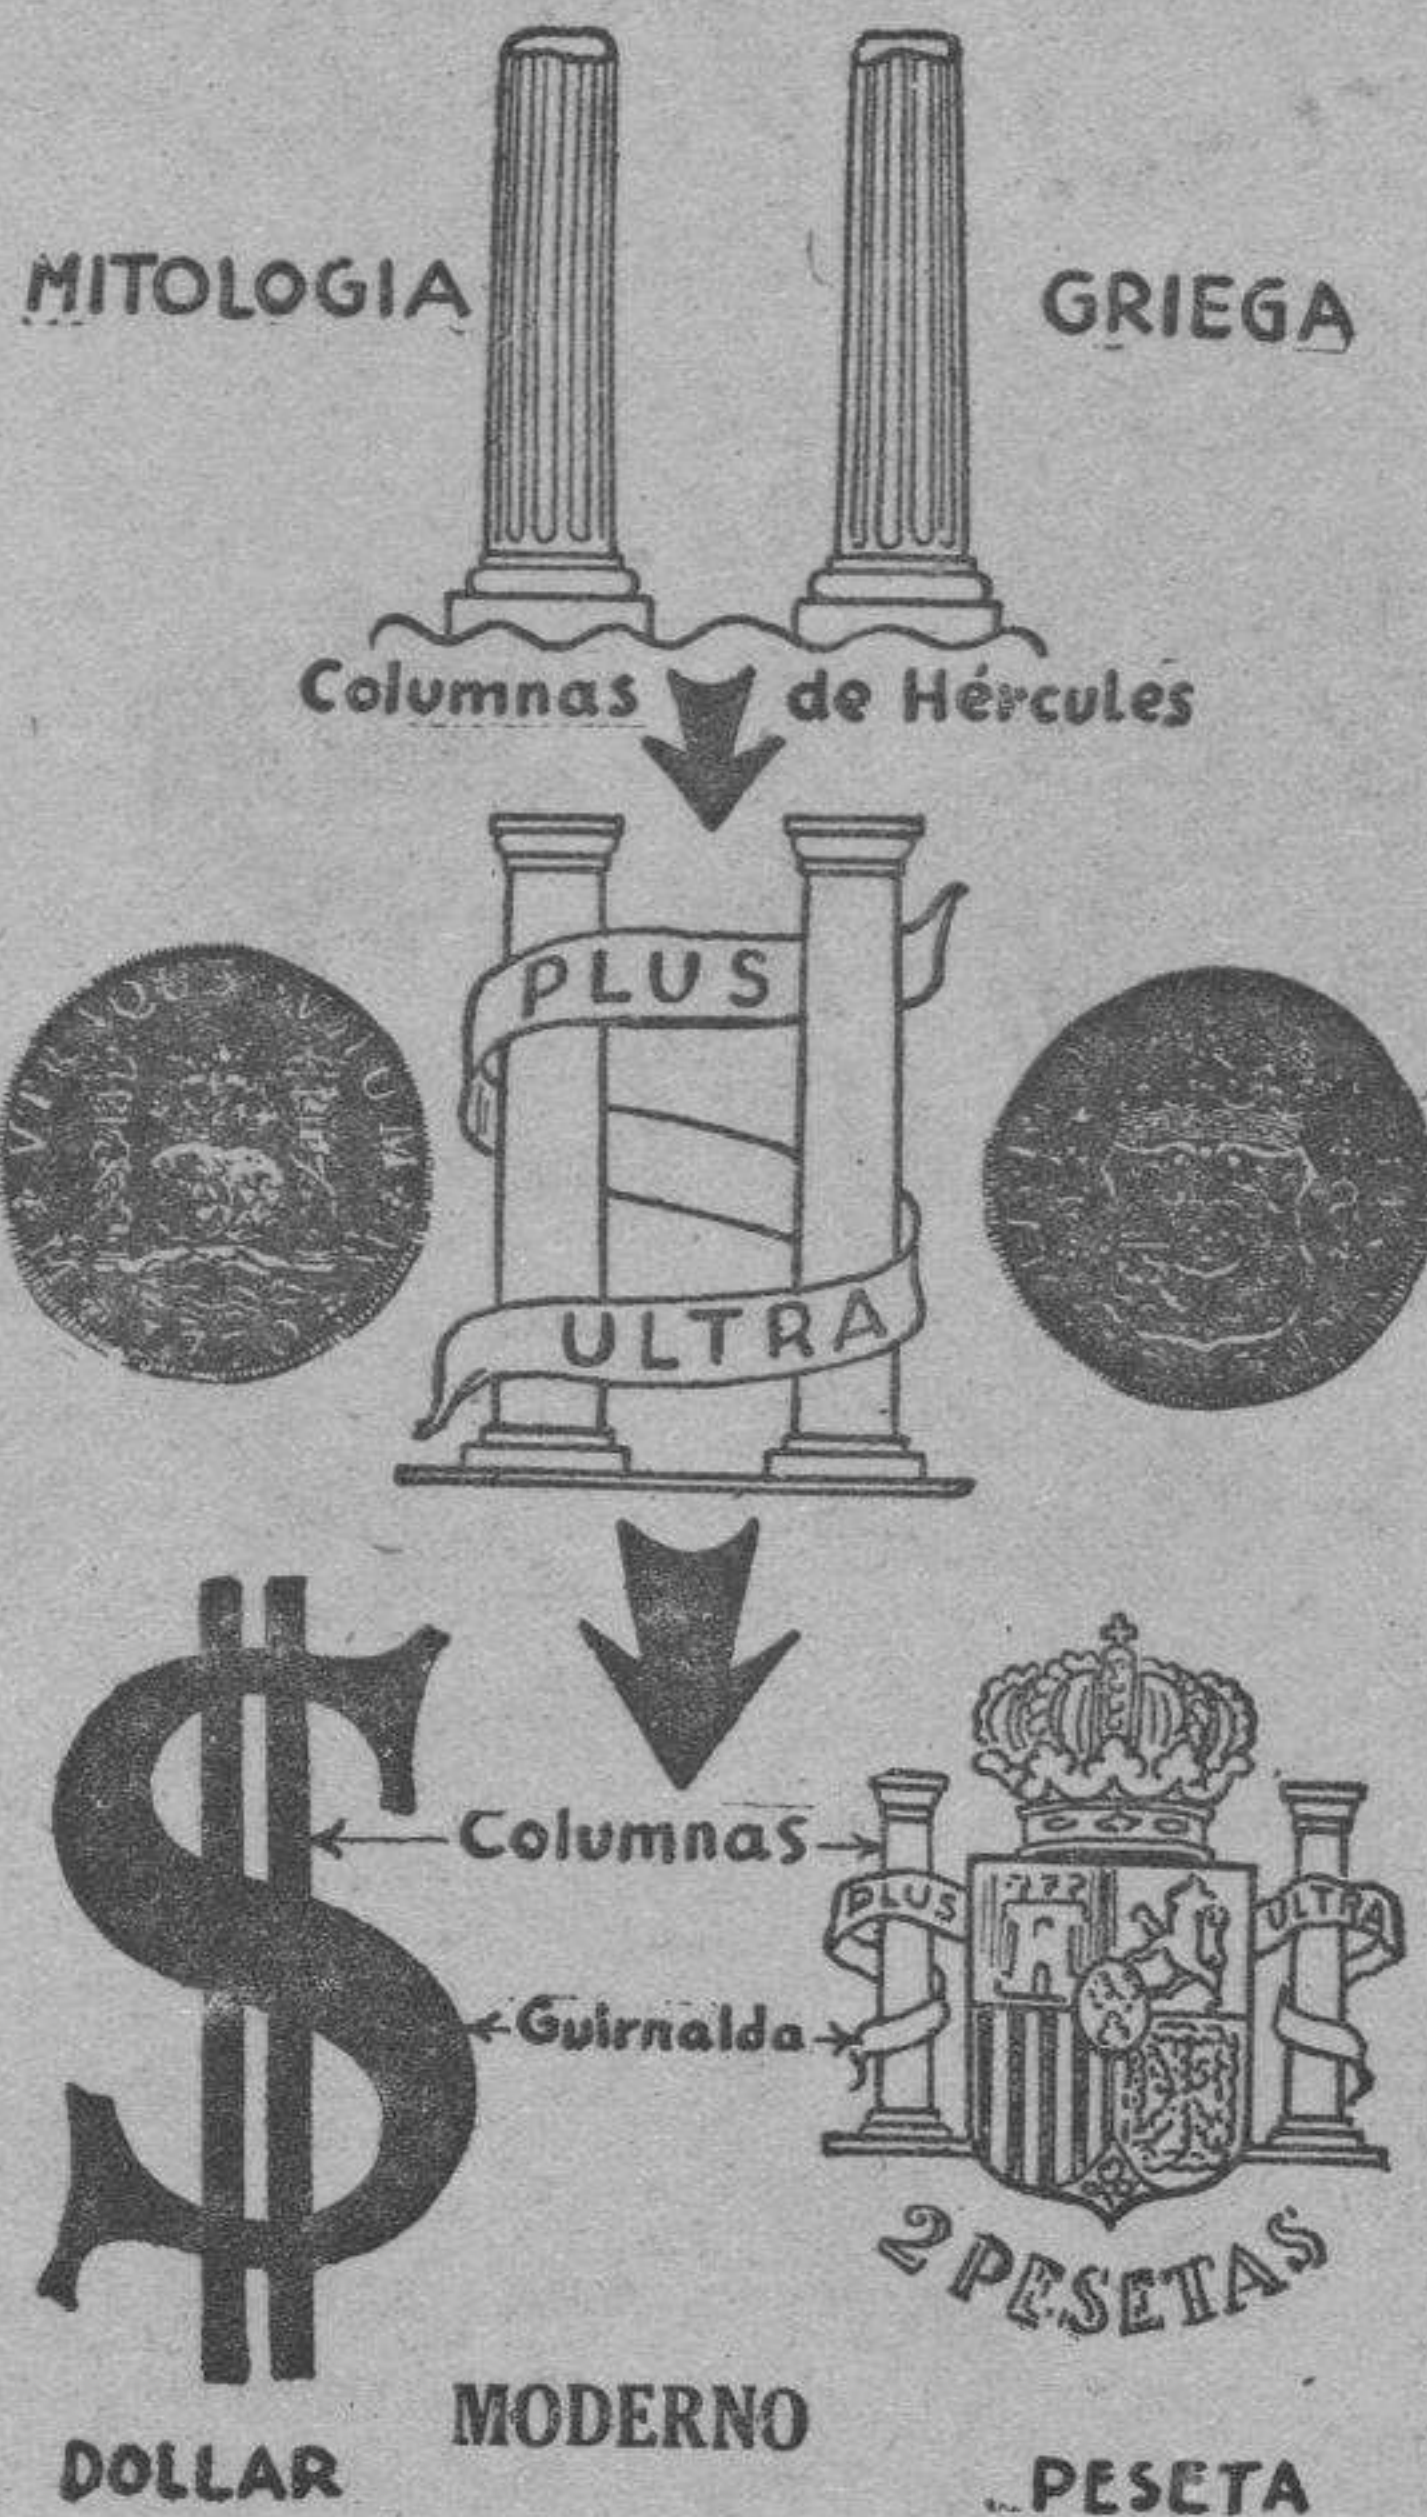 MITOLOGIA GRIEGA
Columnas de Hércules
PLUS
ULTRA
Columnas
PLUS ULTRA
Guirnalda
2 PESETAS
MODERNO
DOLLAR PESETA